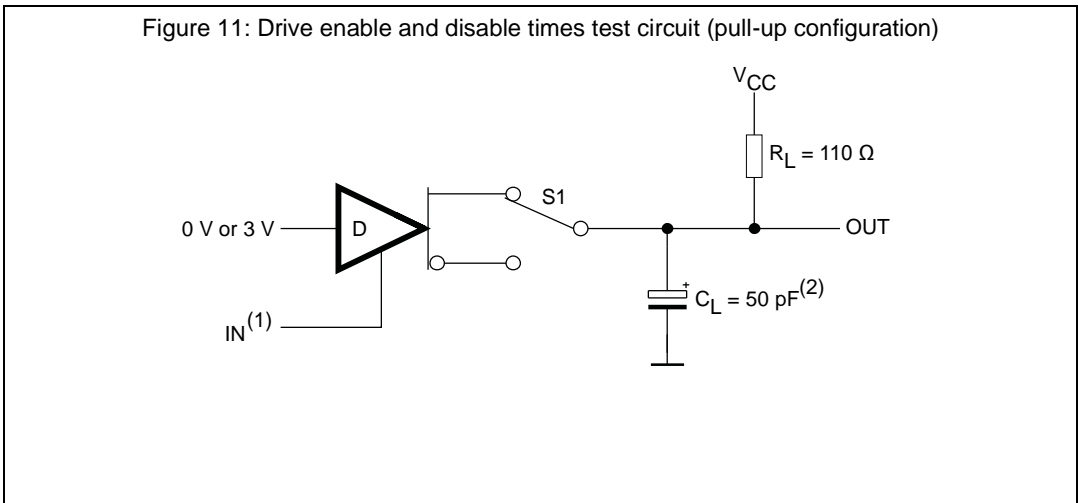 Figure 11: Drive enable and disable times test circuit (pull-up configuration)
VCC
RL = 110 Ω
S1
0 V or 3 V
D
OUT
+
CL = 50 pF(2)
IN(1)